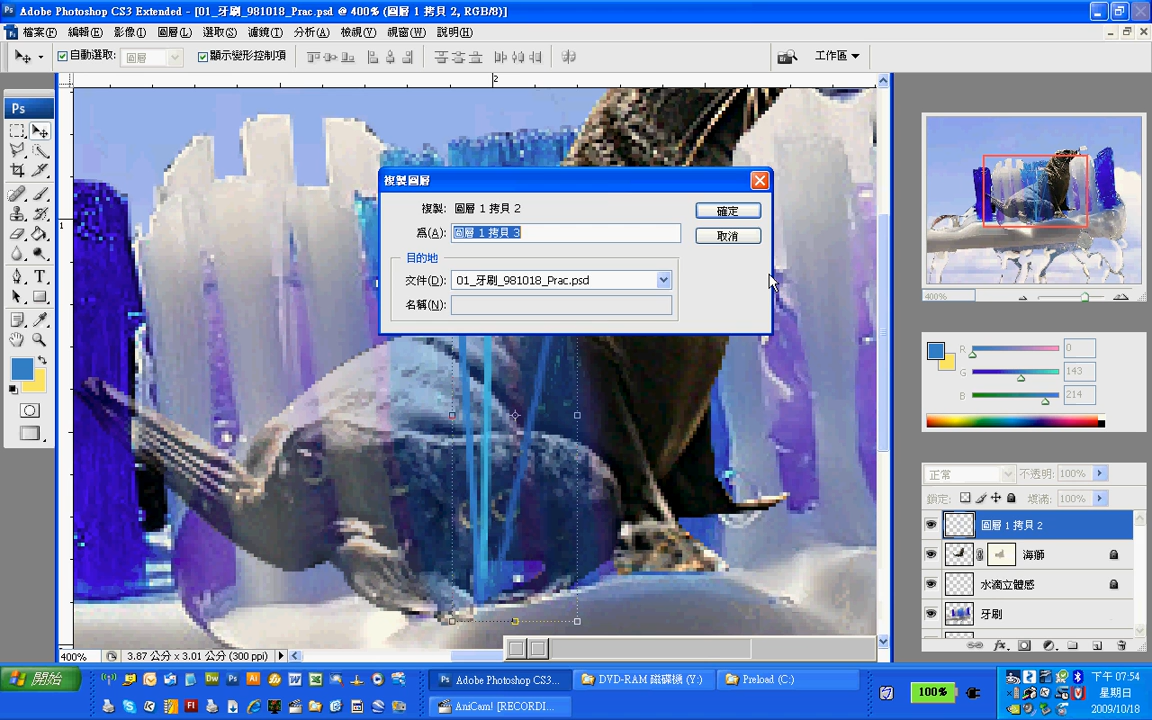 Adobe Photoshop CS3 Extended - [01_牙刷_981018_Prac.psd @ 400% (圖層 1 拷貝 2, RGB/8)]
檔案(F) 編輯(E) 影像(I) 圖層(L) 選取(S) 濾鏡(T) 分析(A) 檢視(V) 視窗(W) 說明(H)
自動選取: 圖層 顯示變形控制項 工作區
2
Ps
1
複製圖層
複製: 圖層 1 拷貝 2
為(A): 圖層 1 拷貝 3
確定
取消
目的地
文件(D): 01_牙刷_981018_Prac.psd
名稱(N):
400%
R 0
G 143
B 214
正常 不透明: 100%
鎖定: 填滿: 100%
圖層 1 拷貝 2
海獅
水滴立體感
牙刷
400% 3.87 公分 x 3.01 公分 (300 ppi)
開始
Adobe Photoshop CS3...
DVD-RAM 磁碟機 (Y:)
Preload (C:)
AniCam! [RECORDI...
100%
下午 07:54
星期日
2009/10/18